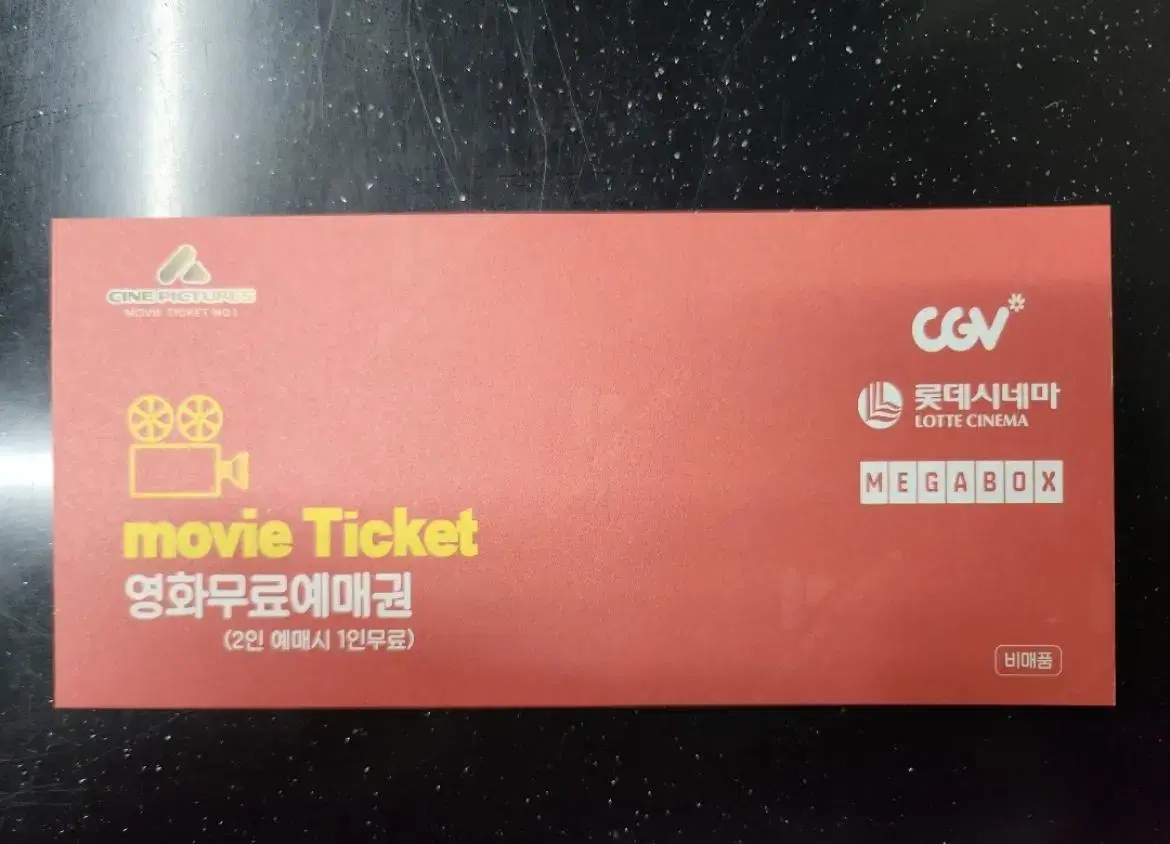 CINE PICTURES
MOVIE TICKET NO.1
movie Ticket
영화무료예매권
(2인 예매시 1인무료)
CGV
롯데시네마
LOTTE CINEMA
MEGABOX
비매품